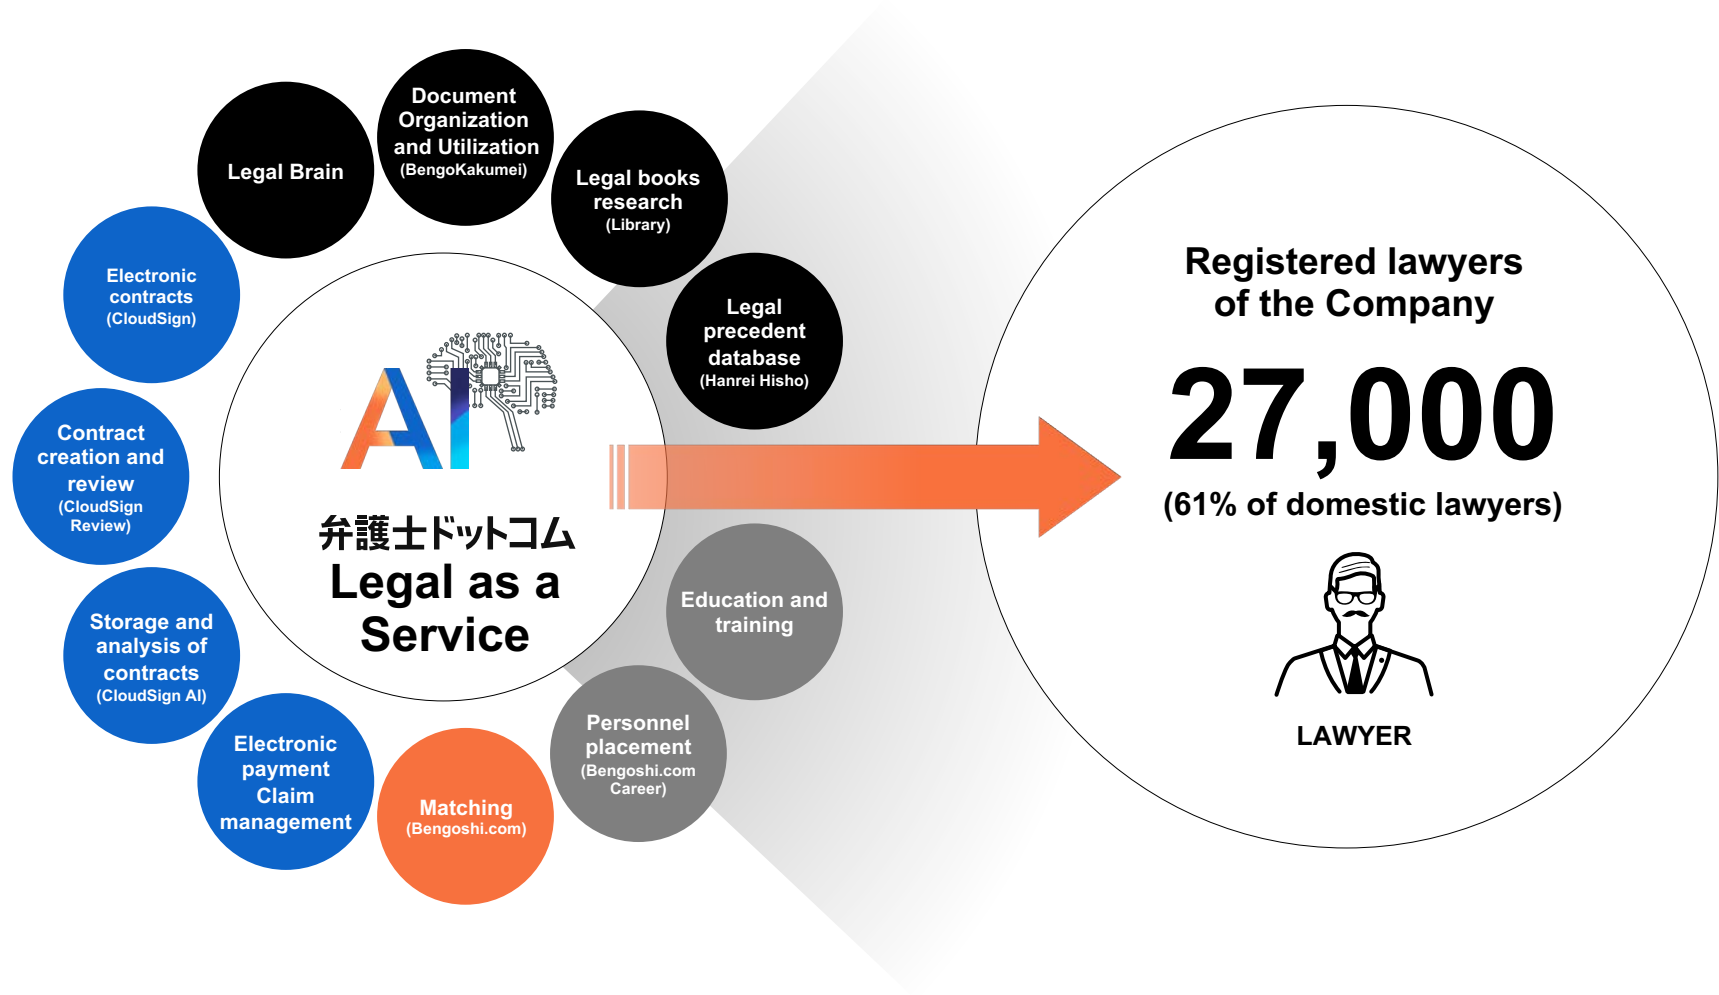 Document
Organization
and Utilization
(BengoKakumei)
Legal Brain
Legal books
research
(Library)
Electronic
contracts
(CloudSign)
Legal
precedent
database
(Hanrei Hisho)
Contract
creation and
review
(CloudSign
Review)
AI
弁護士ドットコム
Legal as a
Service
Storage and
analysis of
contracts
(CloudSign AI)
Education and
training
Electronic
payment
Claim
management
Matching
(Bengoshi.com)
Personnel
placement
(Bengoshi.com
Career)
Registered lawyers
of the Company
27,000
(61% of domestic lawyers)
LAWYER